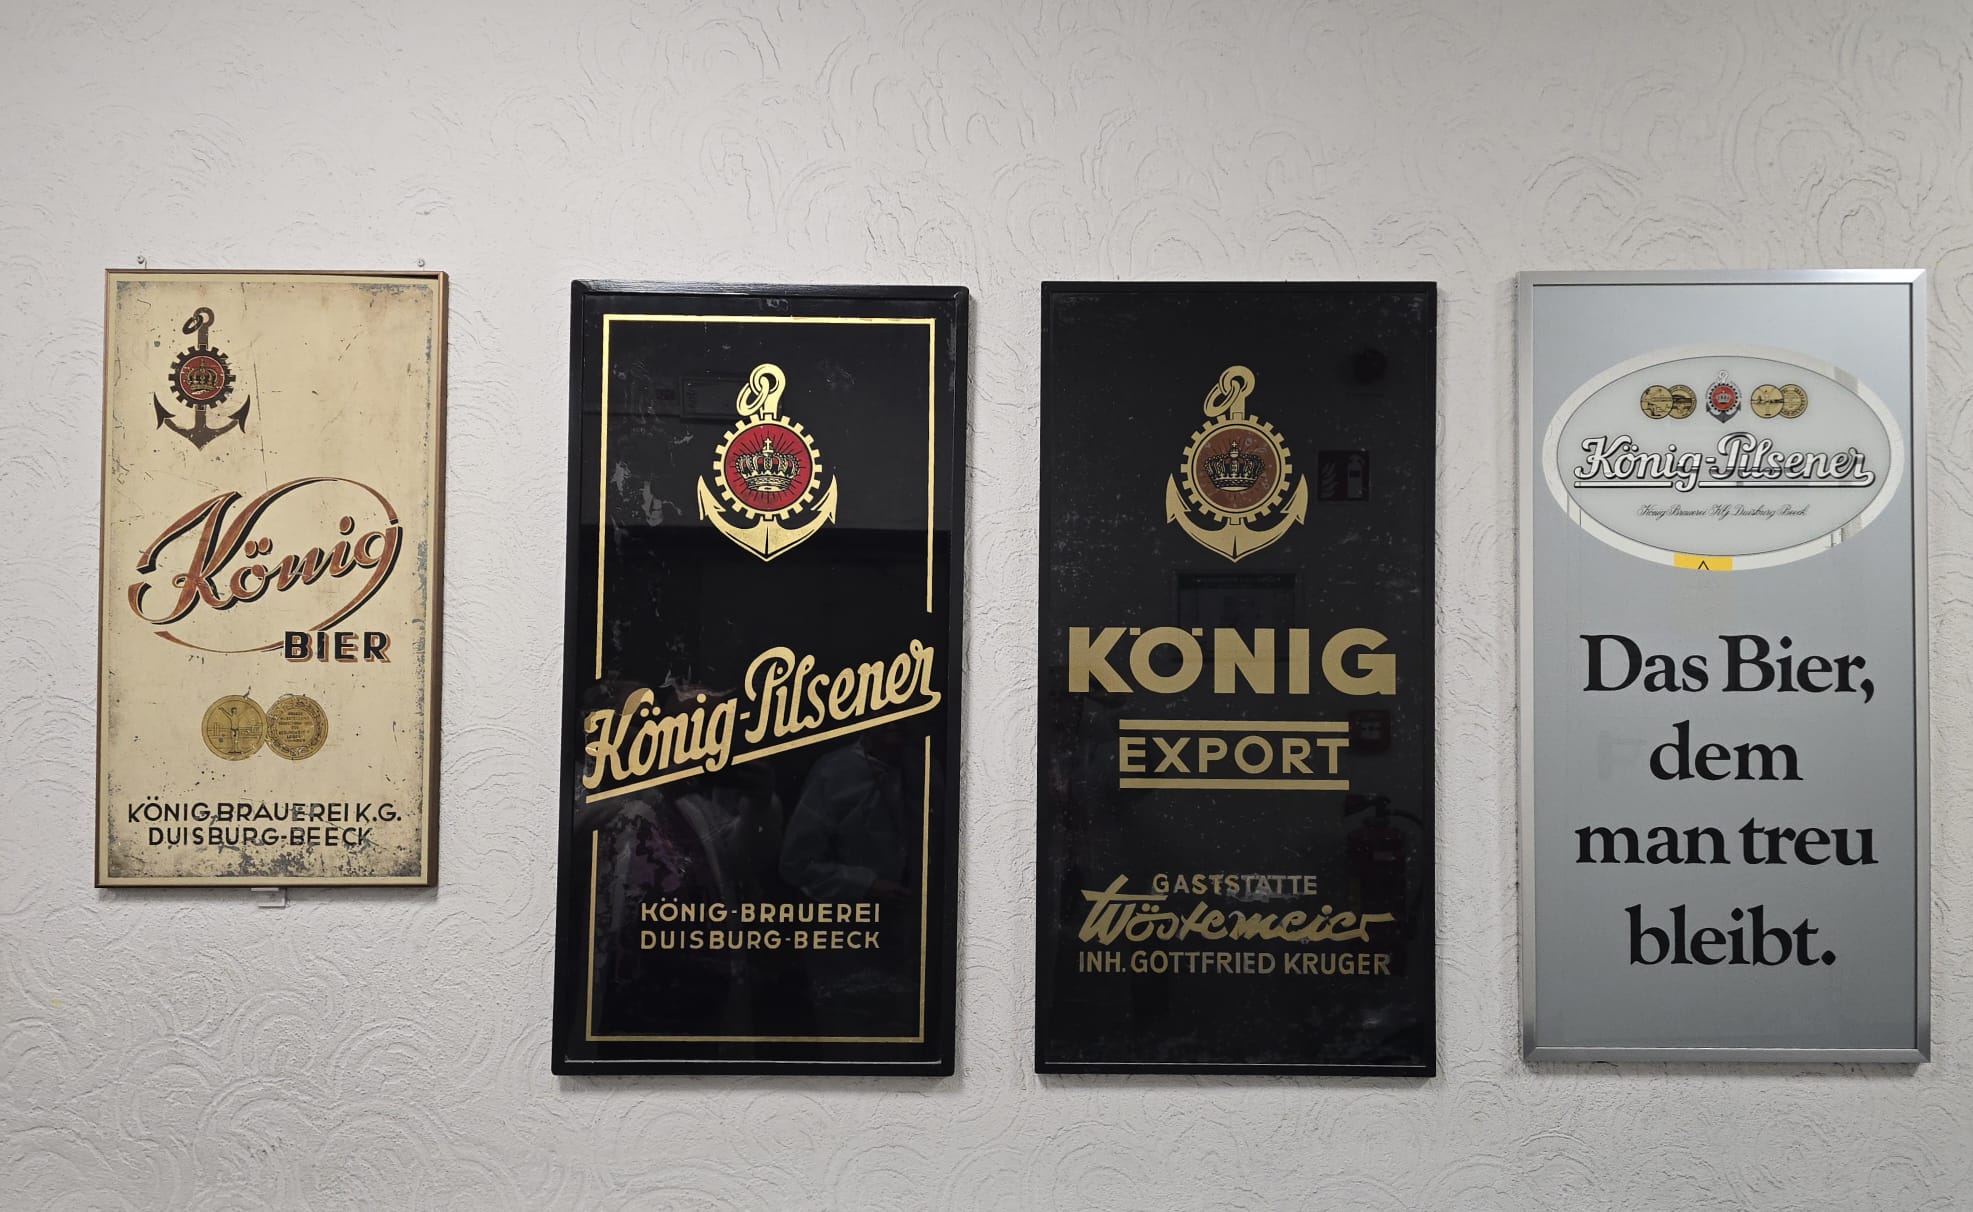 König
BIER
KÖNIG-BRAUEREI K.G.
DUISBURG-BEECK
König-Pilsener
KÖNIG-BRAUEREI
DUISBURG-BEECK
KÖNIG
EXPORT
GASTSTÄTTE
Wöstemeier
INH. GOTTFRIED KRUGER
König-Pilsener
König-Brauerei KG Duisburg-Beeck
Das Bier,
dem
man treu
bleibt.